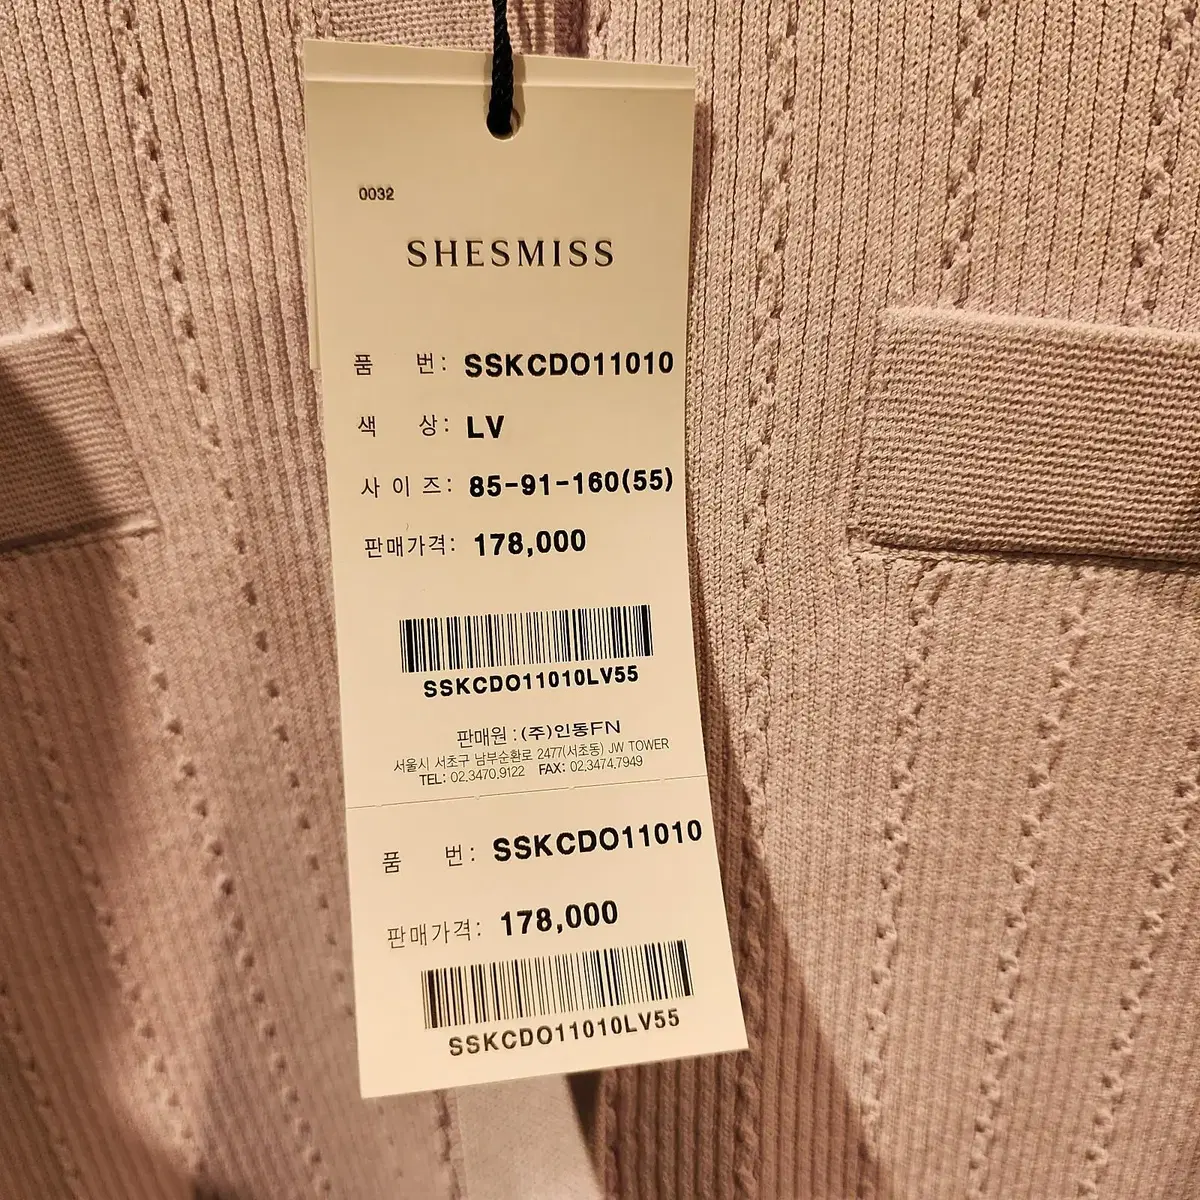 0032
SHESMISS
품 번: SSKCDO11010
색 상: LV
사 이 즈: 85-91-160(55)
판매가격: 178,000
SSKCDO11010LV55
판매원 : (주)인동FN
서울시 서초구 남부순환로 2477(서초동) JW TOWER
TEL: 02.3470.9122 FAX: 02.3474.7949
품 번: SSKCDO11010
판매가격: 178,000
SSKCDO11010LV55